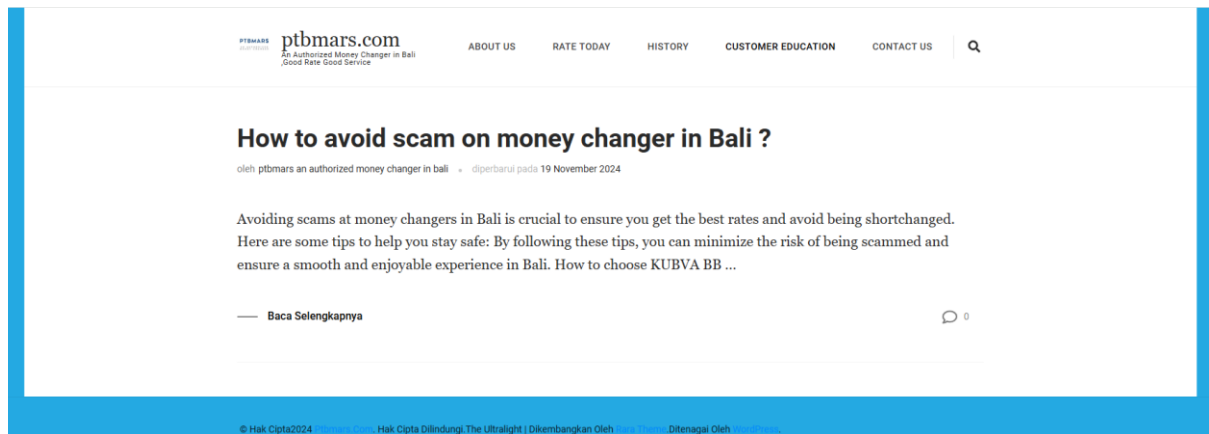 PTBMARS
ptbmars.com
An Authorized Money Changer in Bali
,Good Rate Good Service
ABOUT US
RATE TODAY
HISTORY
CUSTOMER EDUCATION
CONTACT US
How to avoid scam on money changer in Bali ?
oleh ptbmars an authorized money changer in bali diperbarui pada 19 November 2024
Avoiding scams at money changers in Bali is crucial to ensure you get the best rates and avoid being shortchanged.
Here are some tips to help you stay safe: By following these tips, you can minimize the risk of being scammed and
ensure a smooth and enjoyable experience in Bali. How to choose KUBVA BB ...
Baca Selengkapnya
0
© Hak Cipta2024 Ptbmars Com. Hak Cipta Dilindungi.The Ultralight | Dikembangkan Oleh Rara Theme.Ditenagai Oleh WordPress.